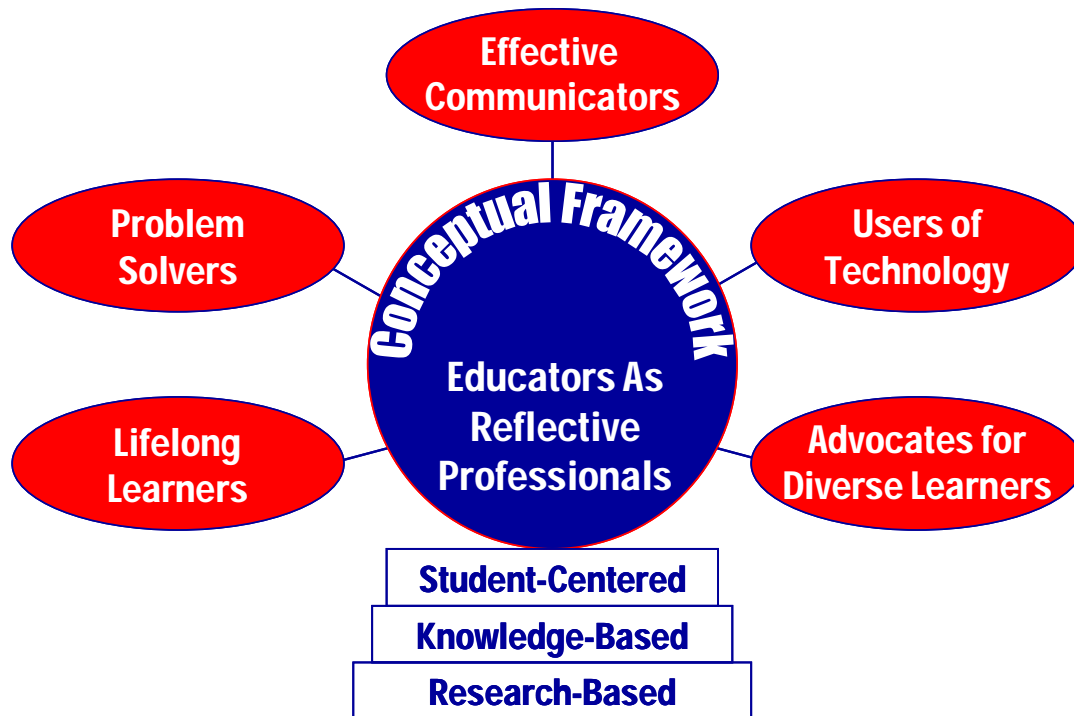 Effective
Communicators
Problem
Solvers
Conceptual Framework
Users of
Technology
Educators As
Reflective
Professionals
Lifelong
Learners
Advocates for
Diverse Learners
Student-Centered
Knowledge-Based
Research-Based